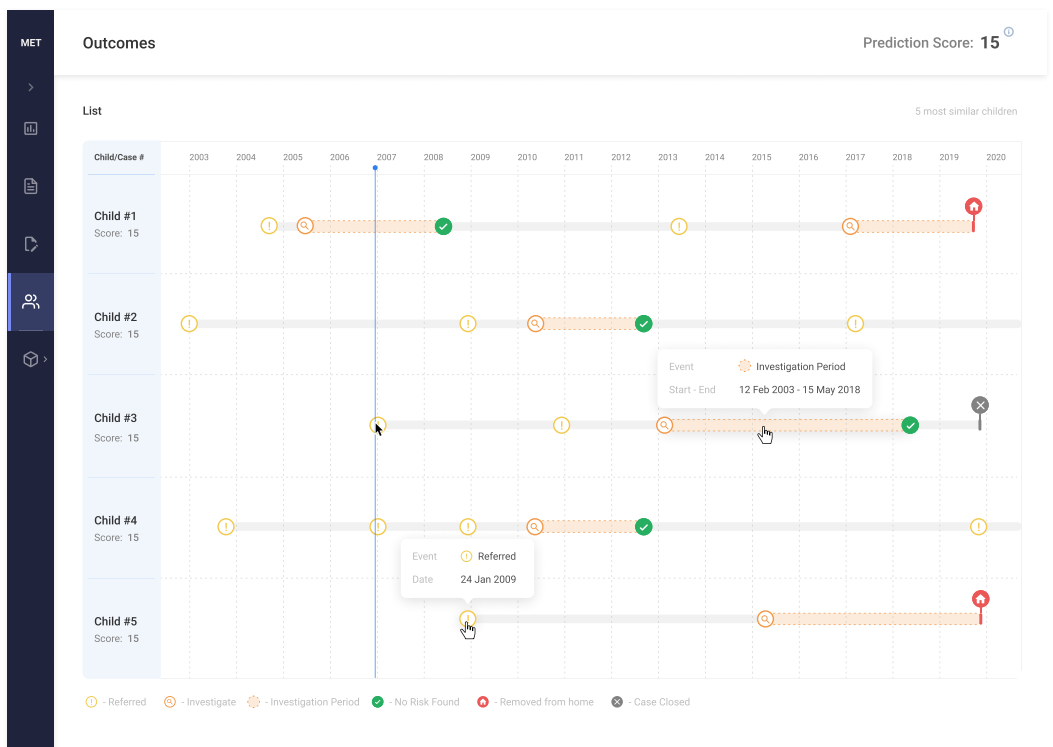 MET
Outcomes
Prediction Score: 15
List
5 most similar children
Child/Case # 2003 2004 2005 2006 2007 2008 2009 2010 2011 2012 2013 2014 2015 2016 2017 2018 2019 2020
Child #1
Score: 15
Child #2
Score: 15
Event Investigation Period
Start - End 12 Feb 2003 - 15 May 2018
Child #3
Score: 15
Child #4
Score: 15
Event Referred
Date 24 Jan 2009
Child #5
Score: 15
- Referred - Investigate - Investigation Period - No Risk Found - Removed from home - Case Closed